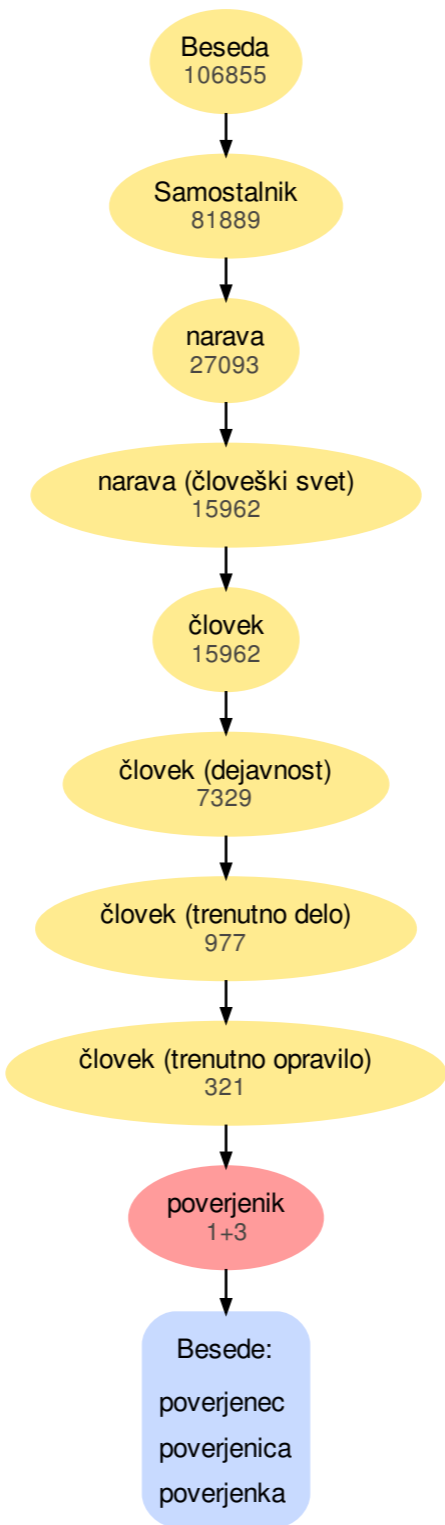 Beseda
106855
Samostalnik
81889
narava
27093
narava (človeški svet)
15962
človek
15962
človek (dejavnost)
7329
človek (trenutno delo)
977
človek (trenutno opravilo)
321
poverjenik
1+3
Besede:
poverjenec
poverjenica
poverjenka